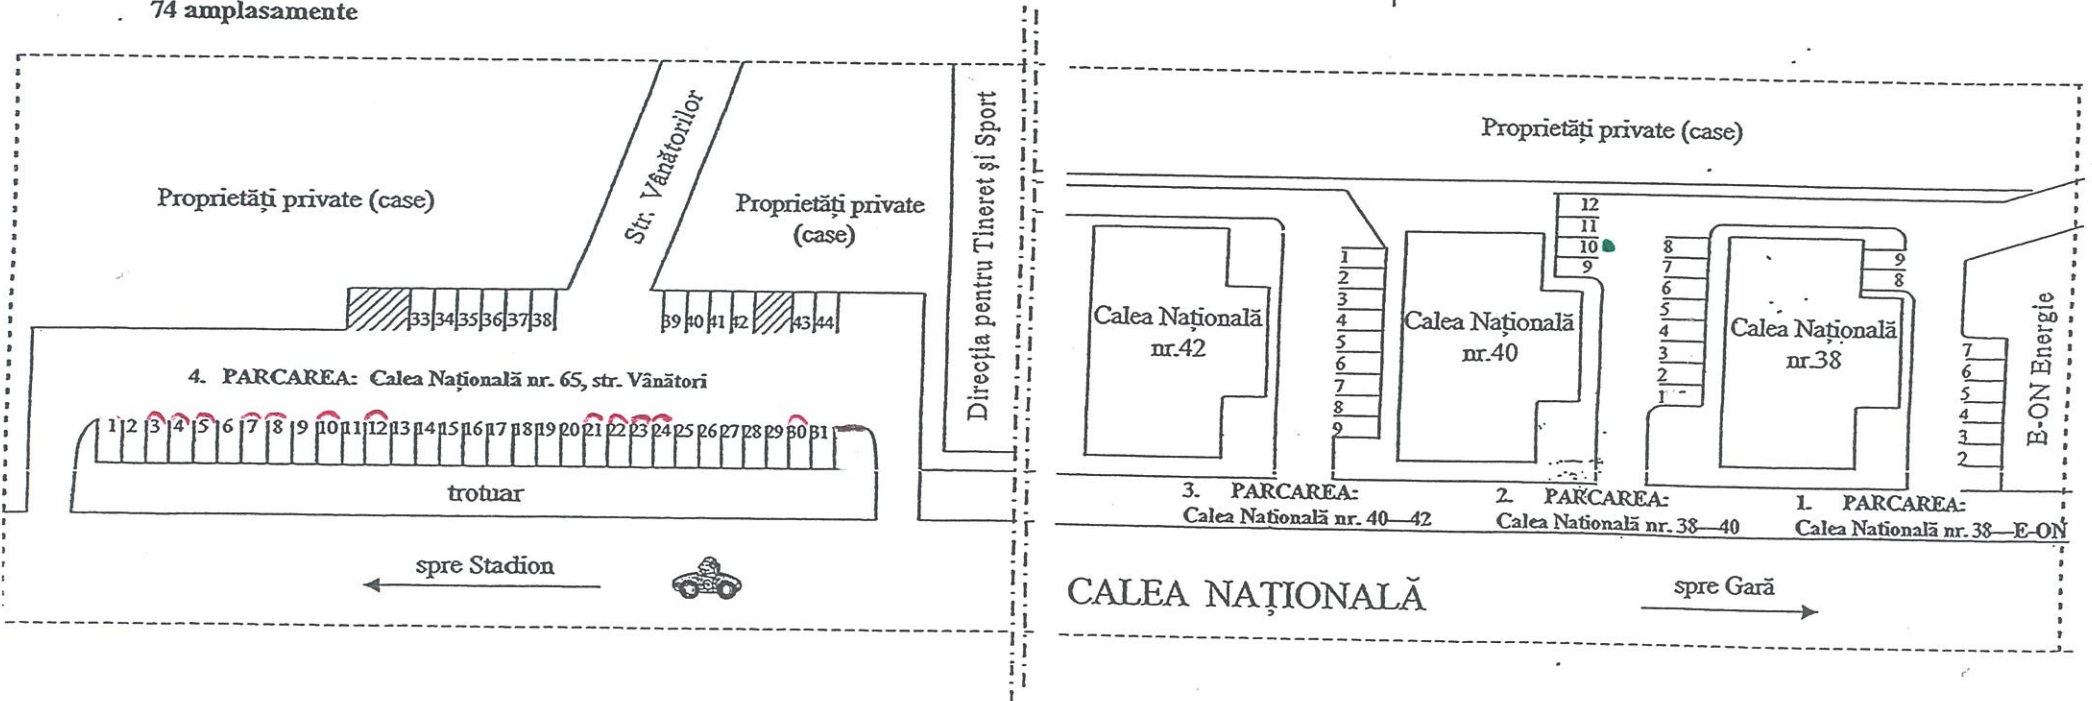 74 amplasamente
Proprietăți private (case)
Str. Vânătorilor
Proprietăți private
(case)
Direcția pentru Tineret și Sport
33 34 35 36 37 38
39 40 41 42 43 44
4. PARCAREA: Calea Națională nr. 65, str. Vânători
1 2 3 4 5 6 7 8 9 10 11 12 13 14 15 16 17 18 19 20 21 22 23 24 25 26 27 28 29 30 31
trotuar
spre Stadion
Proprietăți private (case)
Calea Națională
nr.42
1
2
3
4
5
6
7
8
9
Calea Națională
nr.40
12
11
10
9
8
7
6
5
4
3
2
1
Calea Națională
nr.38
9
8
7
6
5
4
3
2
E-ON Energie
3. PARCAREA:
Calea Natională nr. 40—42
2. PARCAREA:
Calea Natională nr. 38—40
1. PARCAREA:
Calea Natională nr. 38—E-ON
CALEA NAȚIONALĂ
spre Gară